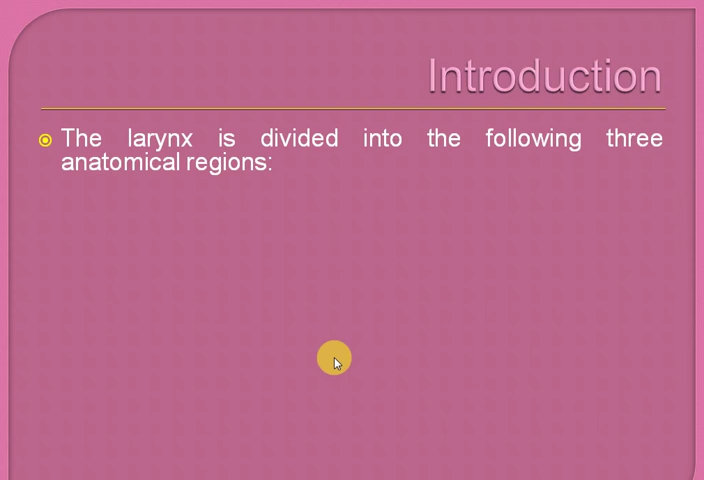 Introduction
The larynx is divided into the following three
anatomical regions: